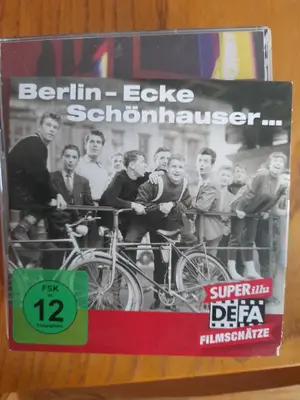 Berlin – Ecke
Schönhauser...
SUPERillu
DEFA
FILMSCHÄTZE
FSK
12